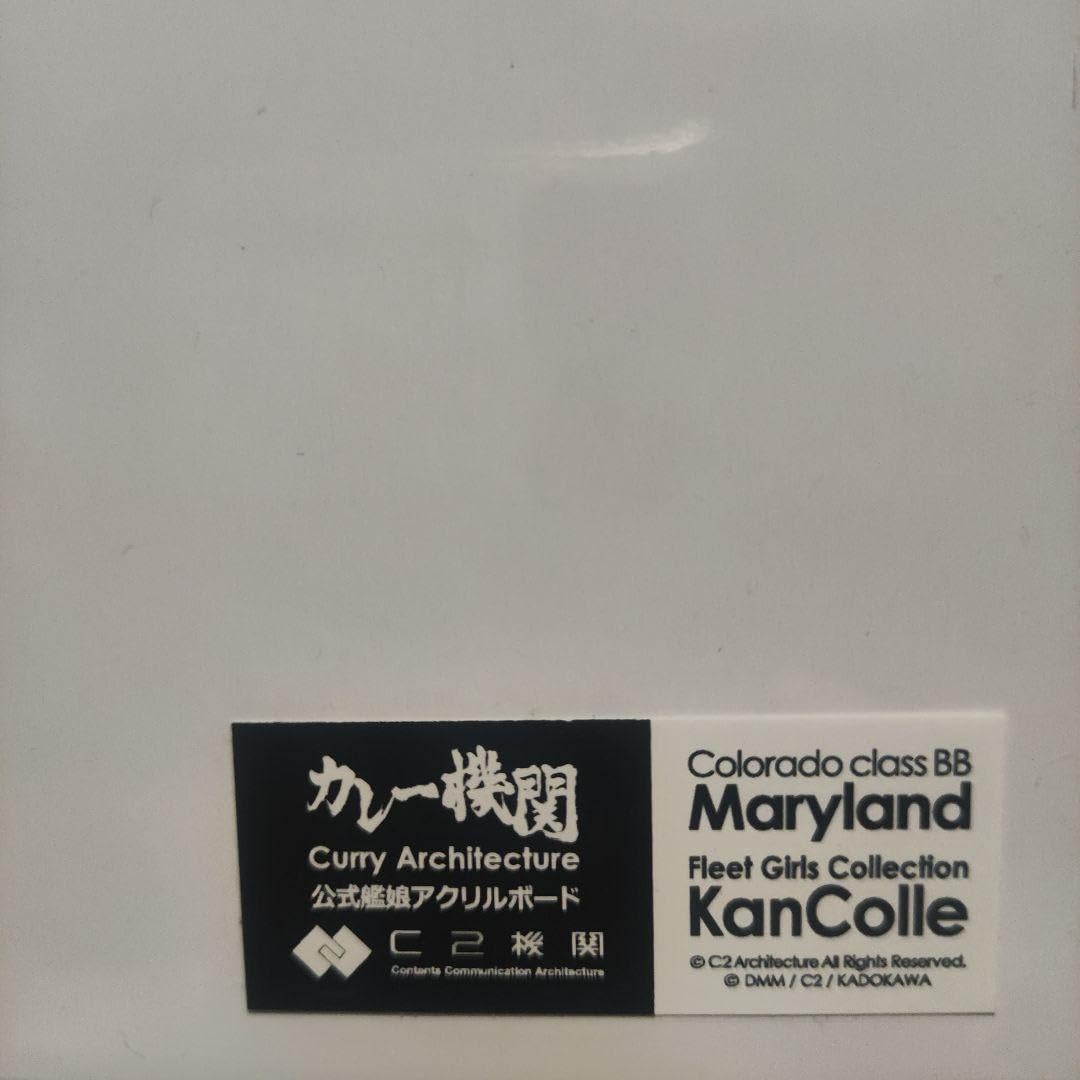 カレー機関
Curry Architecture
公式艦娘アクリルボード
C2機関
Contents Communication Architecture
Colorado class BB
Maryland
Fleet Girls Collection
KanColle
© C2 Architecture All Rights Reserved.
© DMM / C2 / KADOKAWA